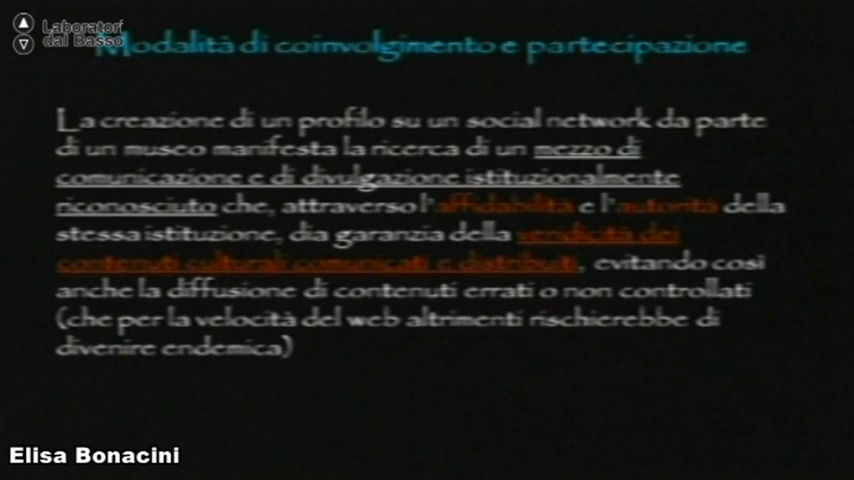 Laboratori
dal Basso
Modalità di coinvolgimento e partecipazione
La creazione di un profilo su un social network da parte
di un museo manifesta la ricerca di un mezzo di
comunicazione e di divulgazione istituzionalmente
riconosciuto che, attraverso l'affidabilità e l'autorità della
stessa istituzione, dia garanzia della veridicità dei
contenuti culturali comunicati e distribuiti, evitando così
anche la diffusione di contenuti errati o non controllati
(che per la velocità del web altrimenti rischierebbe di
divenire endemica)
Elisa Bonacini